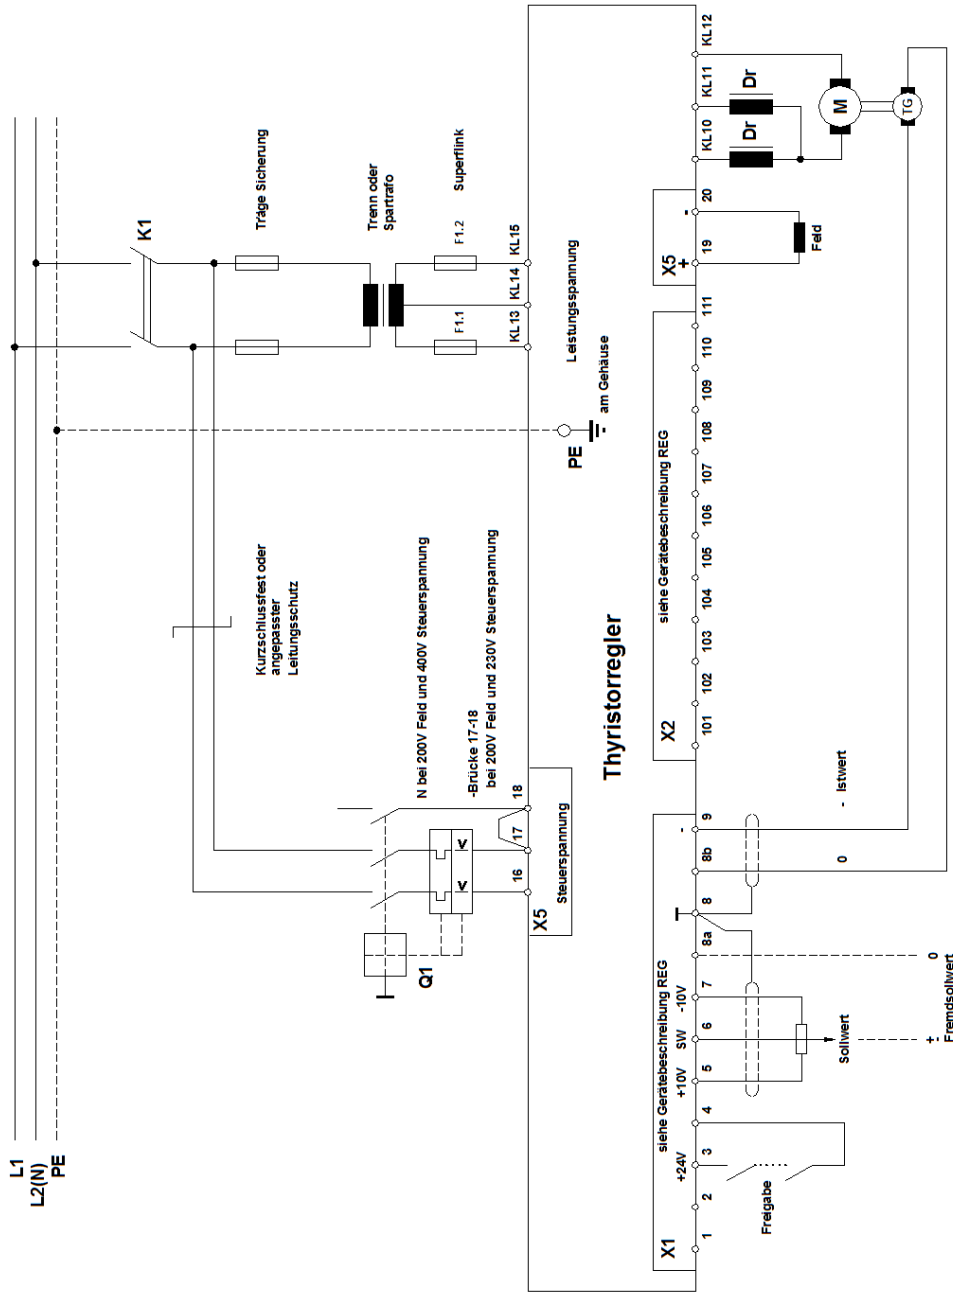 L1
L2(N)
PE
K1
Träge Sicherung
Trenn oder
Spartrafo
F1.1
F1.2
Superflink
KL13
KL14
KL15
Leistungsspannung
PE
am Gehäuse
Kurzschlussfest oder
angepasster
Leitungsschutz
N bei 200V Feld und 400V Steuerspannung
-Brücke 17-18
bei 200V Feld und 230V Steuerspannung
Q1
16
17
18
X5
Steuerspannung
Thyristorregler
X1
siehe Gerätebeschreibung REG
+24V
+10V
SW
-10V
-
1
2
3
4
5
6
7
8a
8
8b
9
X2
siehe Gerätebeschreibung REG
101
102
103
104
105
106
107
108
109
110
111
X5
+
-
19
20
KL10
KL11
KL12
Freigabe
Sollwert
0
+
-
Fremdsollwert
0
- Istwert
Feld
Dr
Dr
M
TG